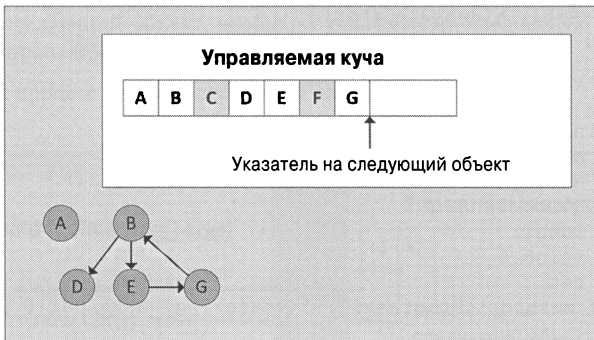 Управляемая куча
A B C D E F G
Указатель на следующий объект
A B
D E G